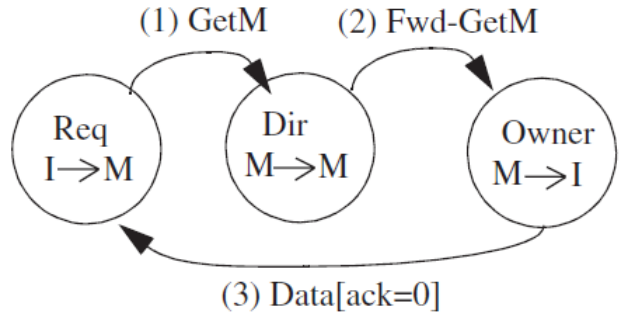 (1) GetM
(2) Fwd-GetM
Req
I→M
Dir
M→M
Owner
M→I
(3) Data[ack=0]